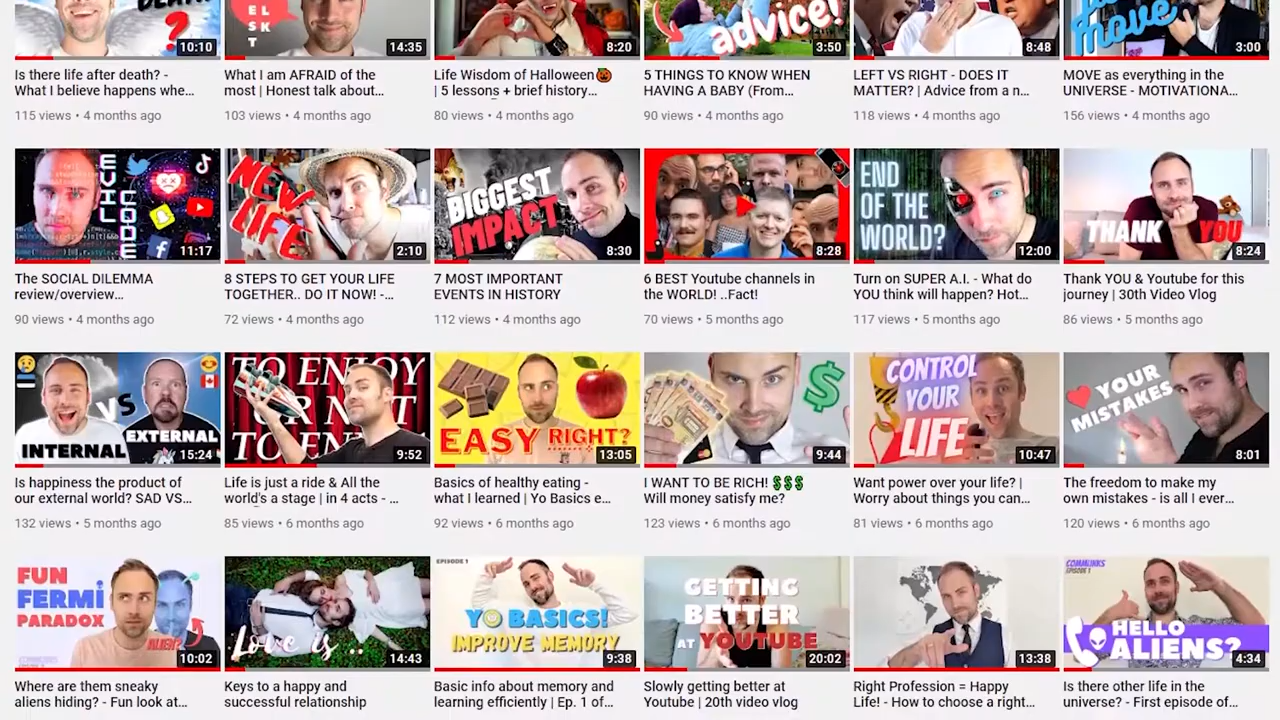 DEATH
?
10:10
14:35
8:20
advice!
3:50
8:48
move
3:00
Is there life after death? -
What I believe happens whe...
115 views • 4 months ago
What I am AFRAID of the
most | Honest talk about...
103 views • 4 months ago
Life Wisdom of Halloween🎃
| 5 lessons + brief history...
80 views • 4 months ago
5 THINGS TO KNOW WHEN
HAVING A BABY (From...
90 views • 4 months ago
LEFT VS RIGHT - DOES IT
MATTER? | Advice from a n...
118 views • 4 months ago
MOVE as everything in the
UNIVERSE - MOTIVATIONA...
156 views • 4 months ago
EVIL
CODE
11:17
NEW
LIFE
2:10
BIGGEST
IMPACT
8:30
8:28
END
OF THE
WORLD?
12:00
THANK YOU
8:24
The SOCIAL DILEMMA
review/overview...
90 views • 4 months ago
8 STEPS TO GET YOUR LIFE
TOGETHER.. DO IT NOW! -...
72 views • 4 months ago
7 MOST IMPORTANT
EVENTS IN HISTORY
112 views • 4 months ago
6 BEST Youtube channels in
the WORLD! ..Fact!
70 views • 5 months ago
Turn on SUPER A.I. - What do
YOU think will happen? Hot...
117 views • 5 months ago
Thank YOU & Youtube for this
journey | 30th Video Vlog
86 views • 5 months ago
VS
INTERNAL
EXTERNAL
15:24
TO ENJOY
OR NOT
TO ENJ
9:52
EASY RIGHT?
13:05
$
9:44
CONTROL
YOUR
LIFE
10:47
YOUR
MISTAKES
8:01
Is happiness the product of
our external world? SAD VS...
132 views • 5 months ago
Life is just a ride & All the
world's a stage | in 4 acts - ...
85 views • 6 months ago
Basics of healthy eating -
what I learned | Yo Basics e...
92 views • 6 months ago
I WANT TO BE RICH! $$$
Will money satisfy me?
123 views • 6 months ago
Want power over your life? |
Worry about things you can...
81 views • 6 months ago
The freedom to make my
own mistakes - is all I ever...
120 views • 6 months ago
FUN
FERMI
PARADOX
ALIEN?
10:02
Love is ..
14:43
EPISODE 1
YO BASICS!
IMPROVE MEMORY
9:38
GETTING
BETTER
AT YOUTUBE
20:02
13:38
COMMLINKS
EPISODE 1
HELLO
ALIENS?
4:34
Where are them sneaky
aliens hiding? - Fun look at...
Keys to a happy and
successful relationship
Basic info about memory and
learning efficiently | Ep. 1 of...
Slowly getting better at
Youtube | 20th video vlog
Right Profession = Happy
Life! - How to choose a right...
Is there other life in the
universe? - First episode of...